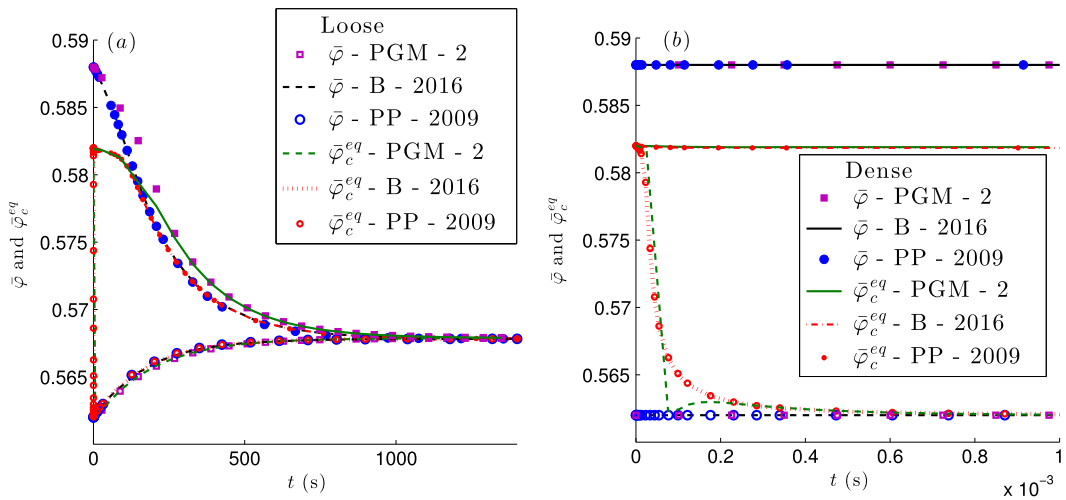 (a)
Loose
φ̄ - PGM - 2
φ̄ - B - 2016
φ̄ - PP - 2009
φ̄_c^{eq} - PGM - 2
φ̄_c^{eq} - B - 2016
φ̄_c^{eq} - PP - 2009
0.59
0.585
0.58
0.575
0.57
0.565
φ̄ and φ̄_c^{eq}
0
500
1000
t (s)
(b)
0.59
0.585
0.58
0.575
0.57
0.565
φ̄ and φ̄_c^{eq}
Dense
φ̄ - PGM - 2
φ̄ - B - 2016
φ̄ - PP - 2009
φ̄_c^{eq} - PGM - 2
φ̄_c^{eq} - B - 2016
φ̄_c^{eq} - PP - 2009
0
0.2
0.4
0.6
0.8
1
t (s)
x 10⁻³